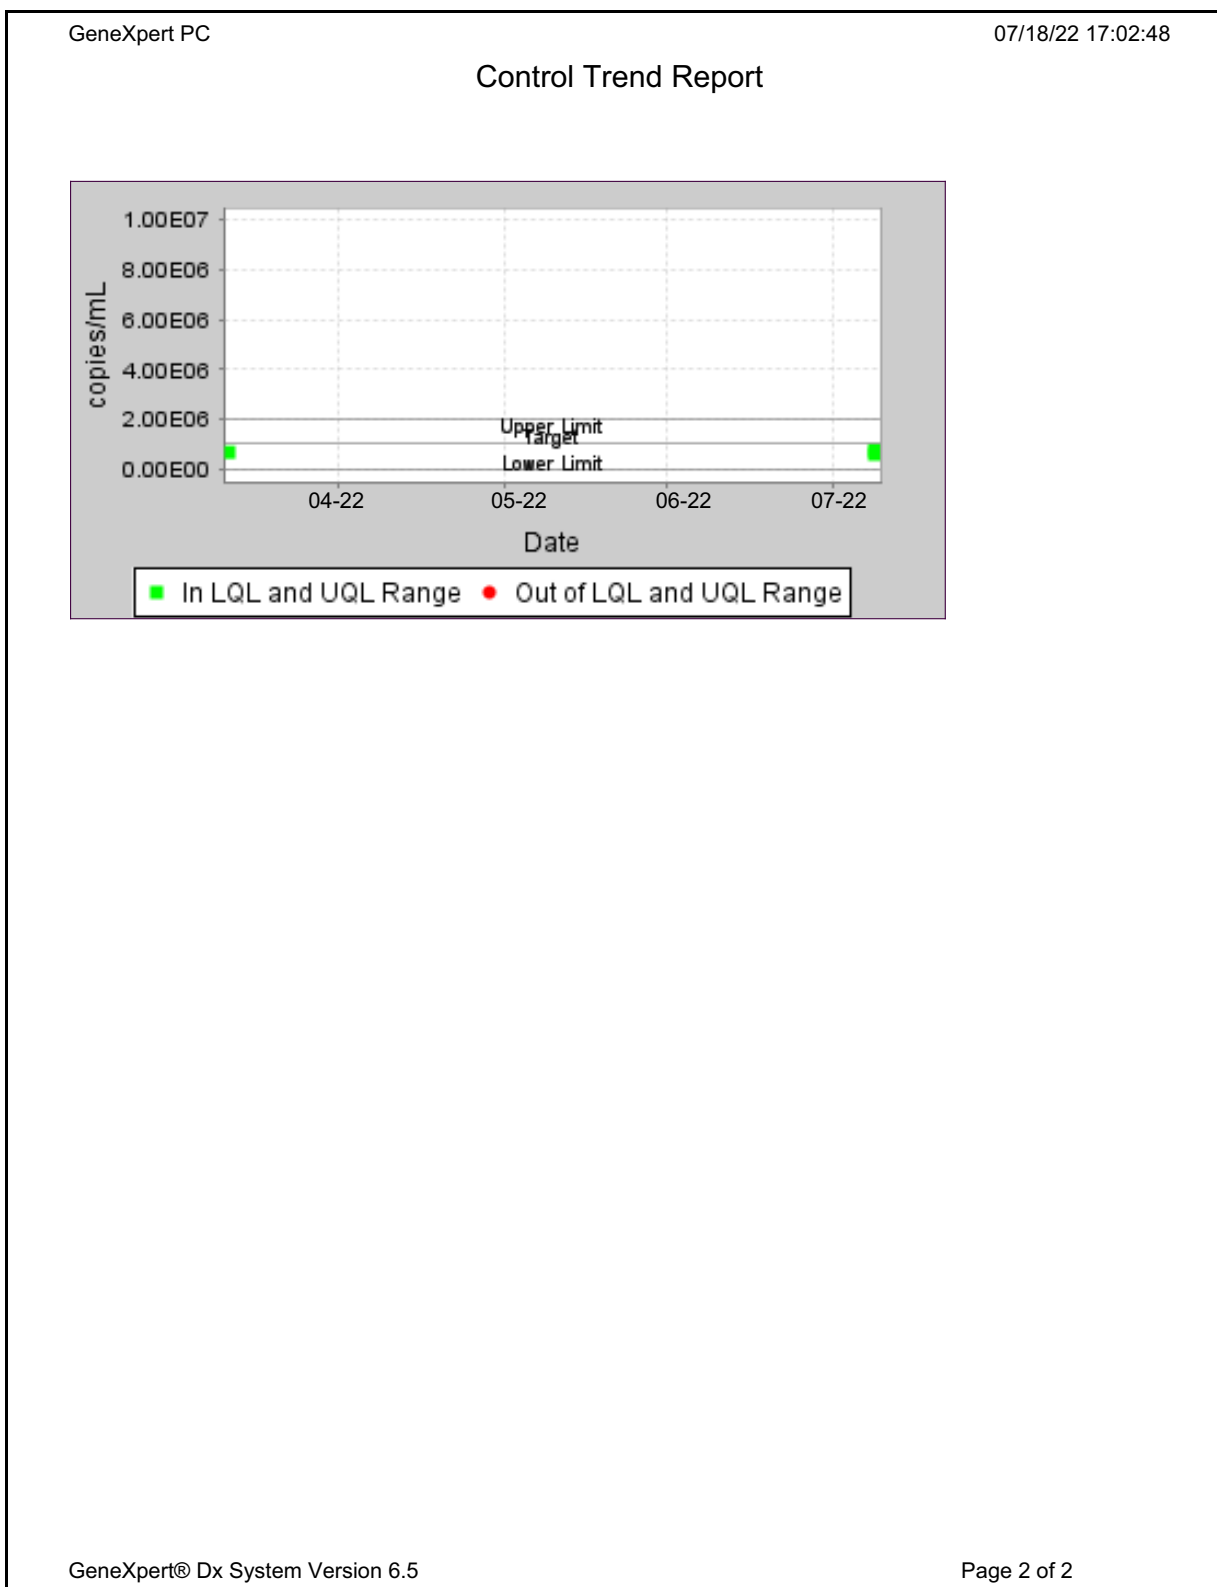 GeneXpert PC 07/18/22 17:02:48
Control Trend Report
1.00E07
8.00E06
6.00E06
4.00E06
2.00E06
0.00E00
copies/mL
Upper Limit
Target
Lower Limit
04-22 05-22 06-22 07-22
Date
In LQL and UQL Range Out of LQL and UQL Range
GeneXpert® Dx System Version 6.5 Page 2 of 2